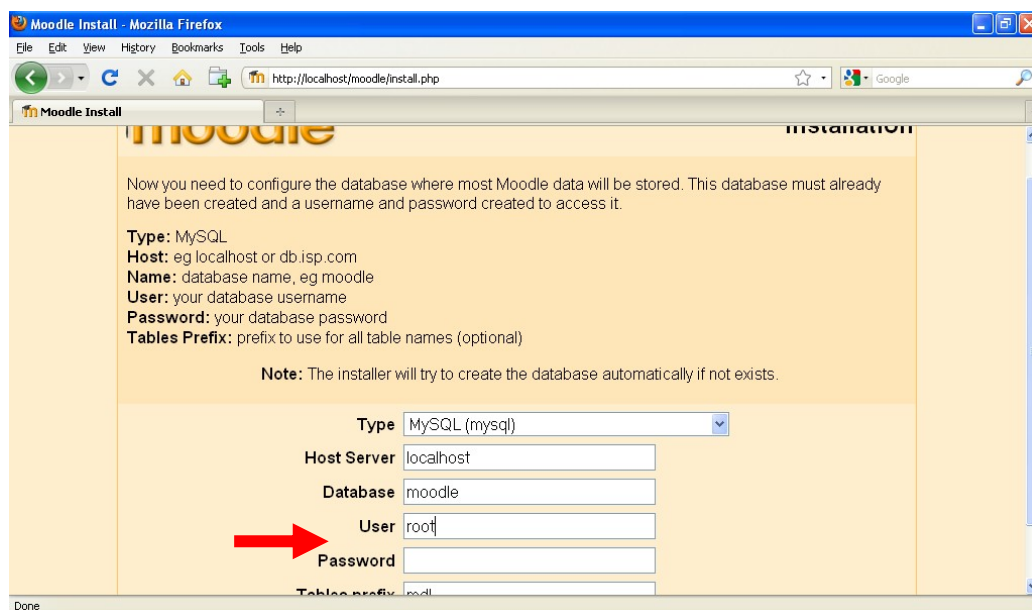 Moodle Install - Mozilla Firefox
File Edit View History Bookmarks Tools Help
http://localhost/moodle/install.php
Google
Moodle Install
moodle
Installation
Now you need to configure the database where most Moodle data will be stored. This database must already
have been created and a username and password created to access it.
Type: MySQL
Host: eg localhost or db.isp.com
Name: database name, eg moodle
User: your database username
Password: your database password
Tables Prefix: prefix to use for all table names (optional)
Note: The installer will try to create the database automatically if not exists.
Type MySQL (mysql)
Host Server localhost
Database moodle
User root
Password
Tables prefix mdl
Done